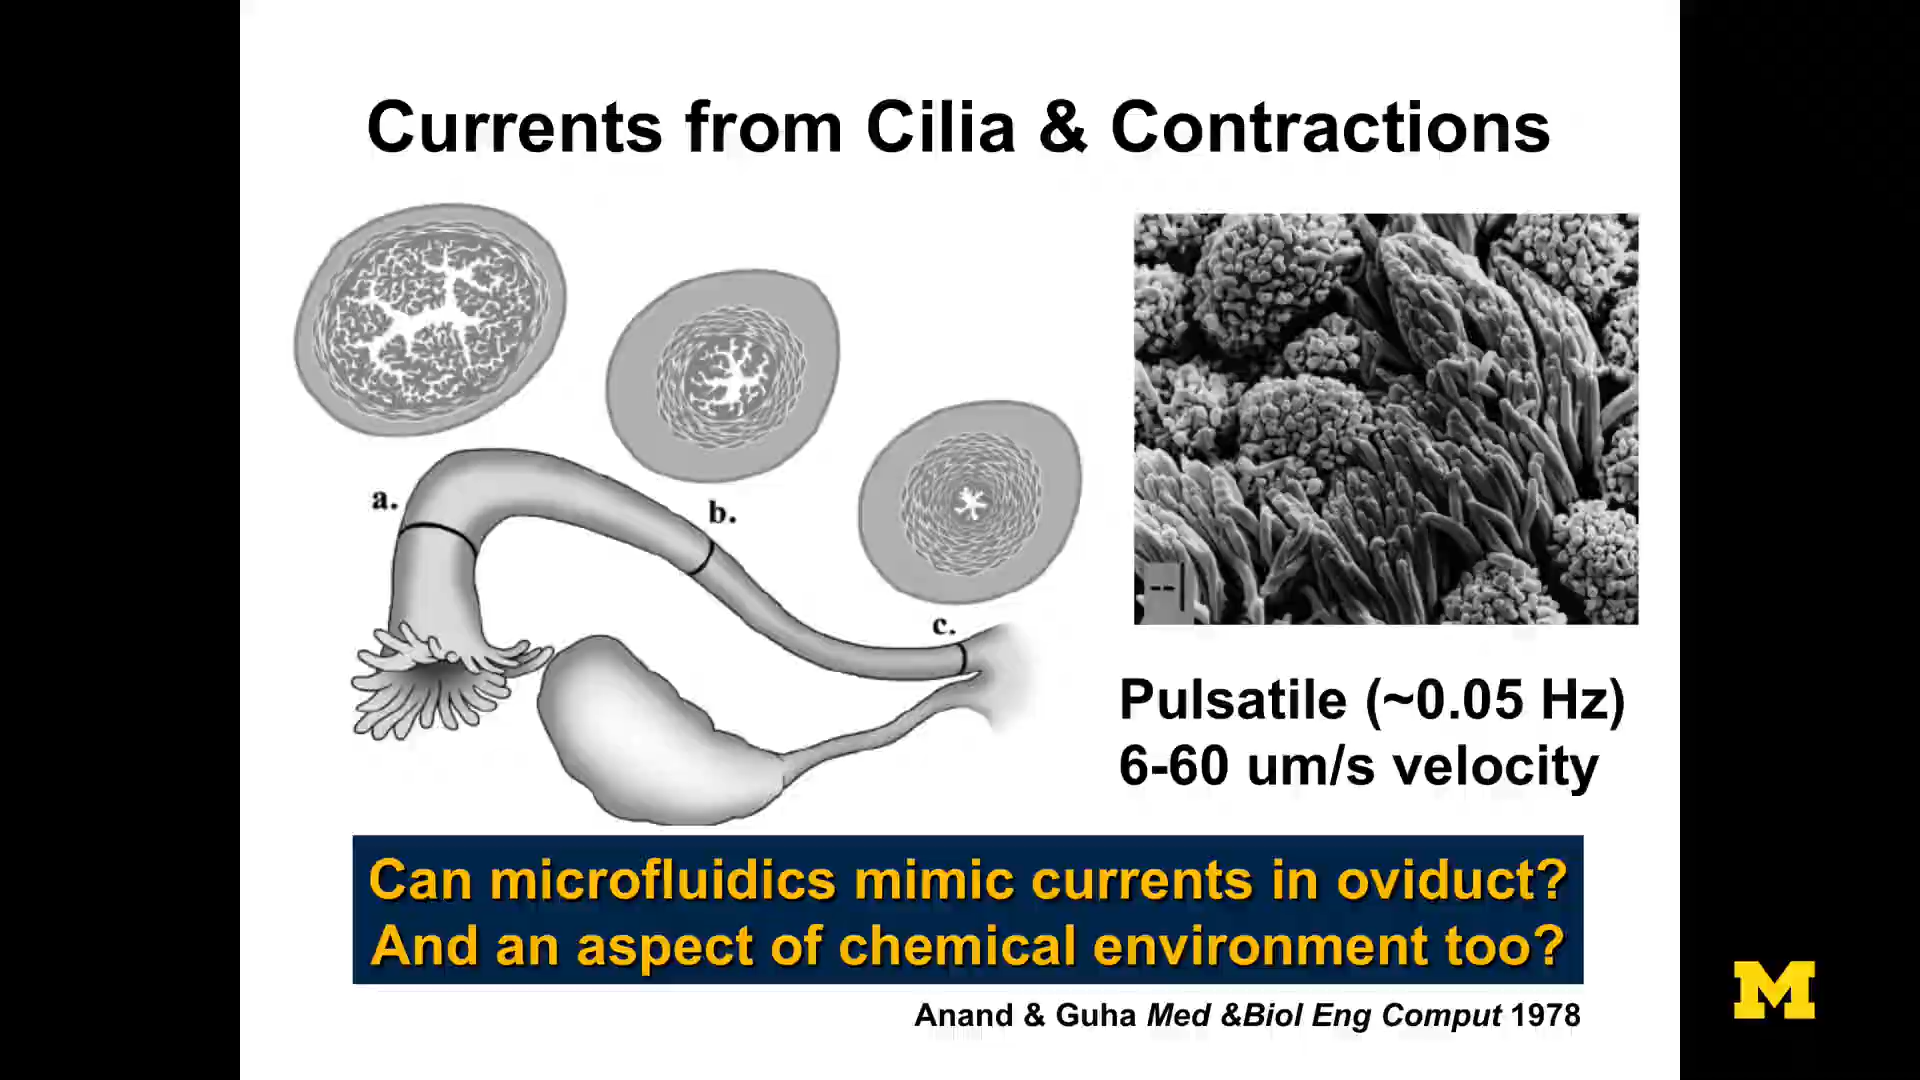 Currents from Cilia & Contractions
a.
b.
c.
Pulsatile (~0.05 Hz)
6-60 um/s velocity
Can microfluidics mimic currents in oviduct?
And an aspect of chemical environment too?
Anand & Guha Med &Biol Eng Comput 1978
M